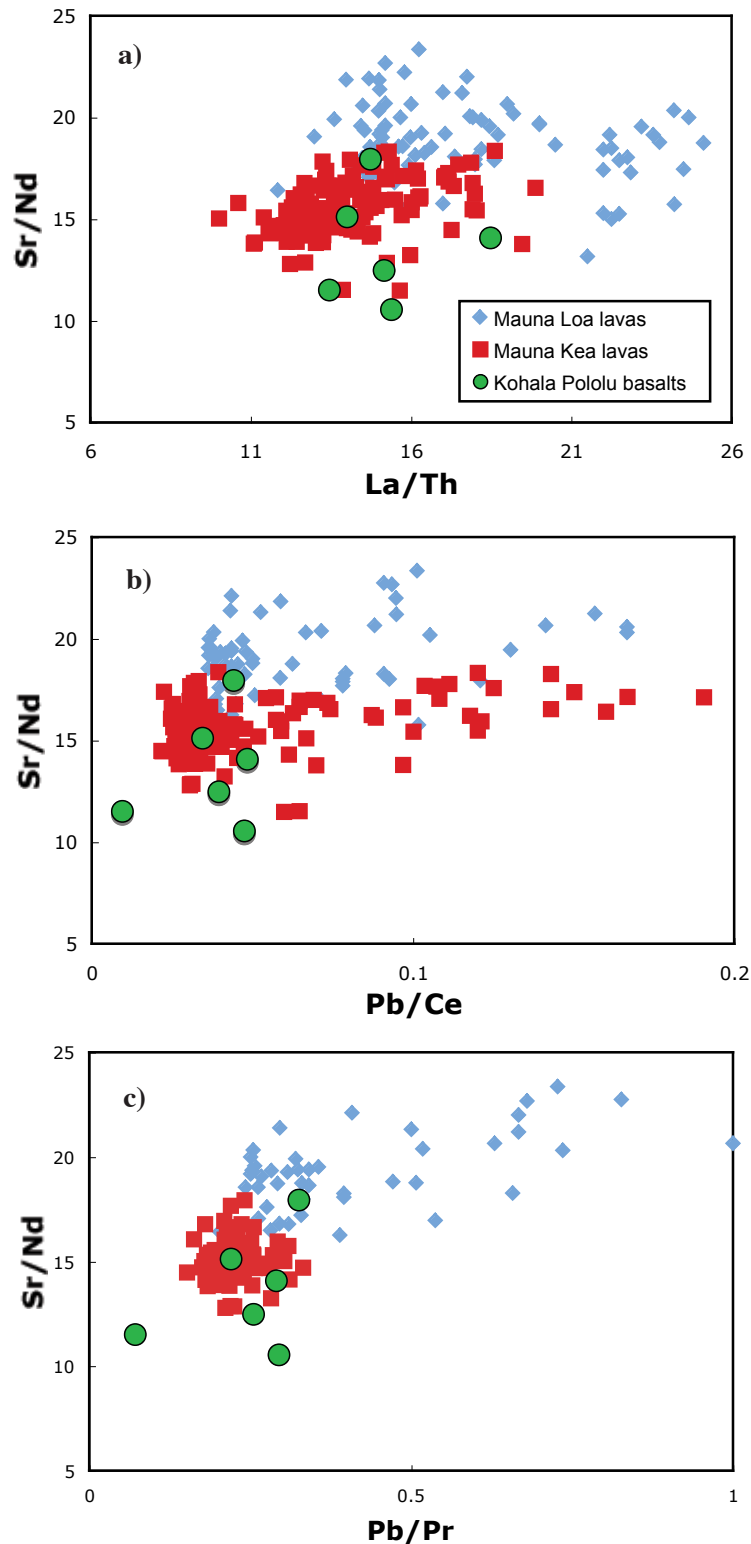 a)
25
20
15
10
5
Sr/Nd
Mauna Loa lavas
Mauna Kea lavas
Kohala Pololu basalts
6 11 16 21 26
La/Th
b)
25
20
15
10
5
Sr/Nd
0 0.1 0.2
Pb/Ce
c)
25
20
15
10
5
Sr/Nd
0 0.5 1
Pb/Pr